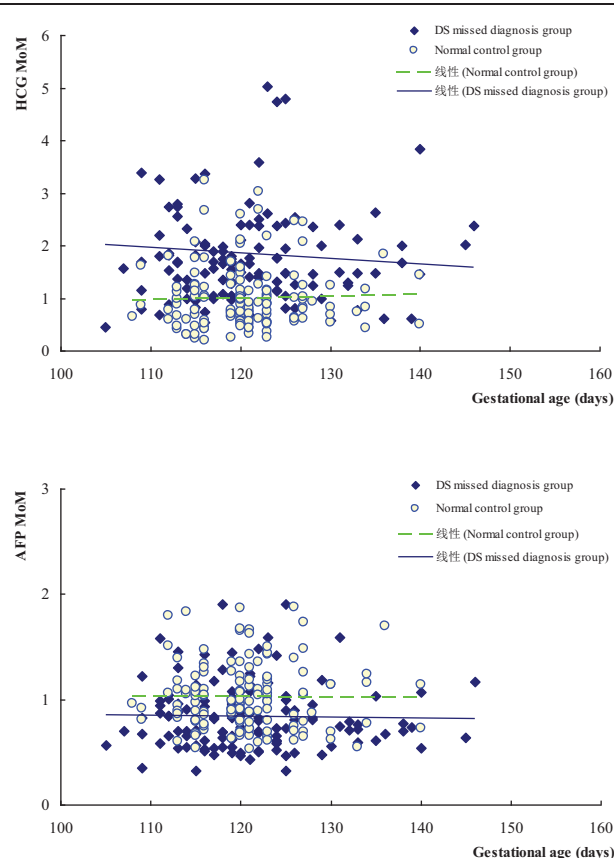 HCG MoM
6
5
4
3
2
1
0
DS missed diagnosis group
Normal control group
线性 (Normal control group)
线性 (DS missed diagnosis group)
100 110 120 130 140 150 160
Gestational age (days)
AFP MoM
3
2
1
0
DS missed diagnosis group
Normal control group
线性 (Normal control group)
线性 (DS missed diagnosis group)
100 110 120 130 140 150 160
Gestational age (days)